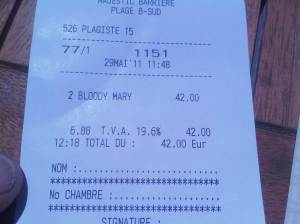 MAJESTIC BARRIERE
PLAGE B-SUD
526 PLAGISTE 15
77/1 1151
29MAI'11 11:48
2 BLOODY MARY 42.00
6.88 T.V.A. 19.6% 42.00
12:18 TOTAL DU : 42.00 Eur
NOM :........................
*****************************
No CHAMBRE :.................
*****************************
SIGNATURE :